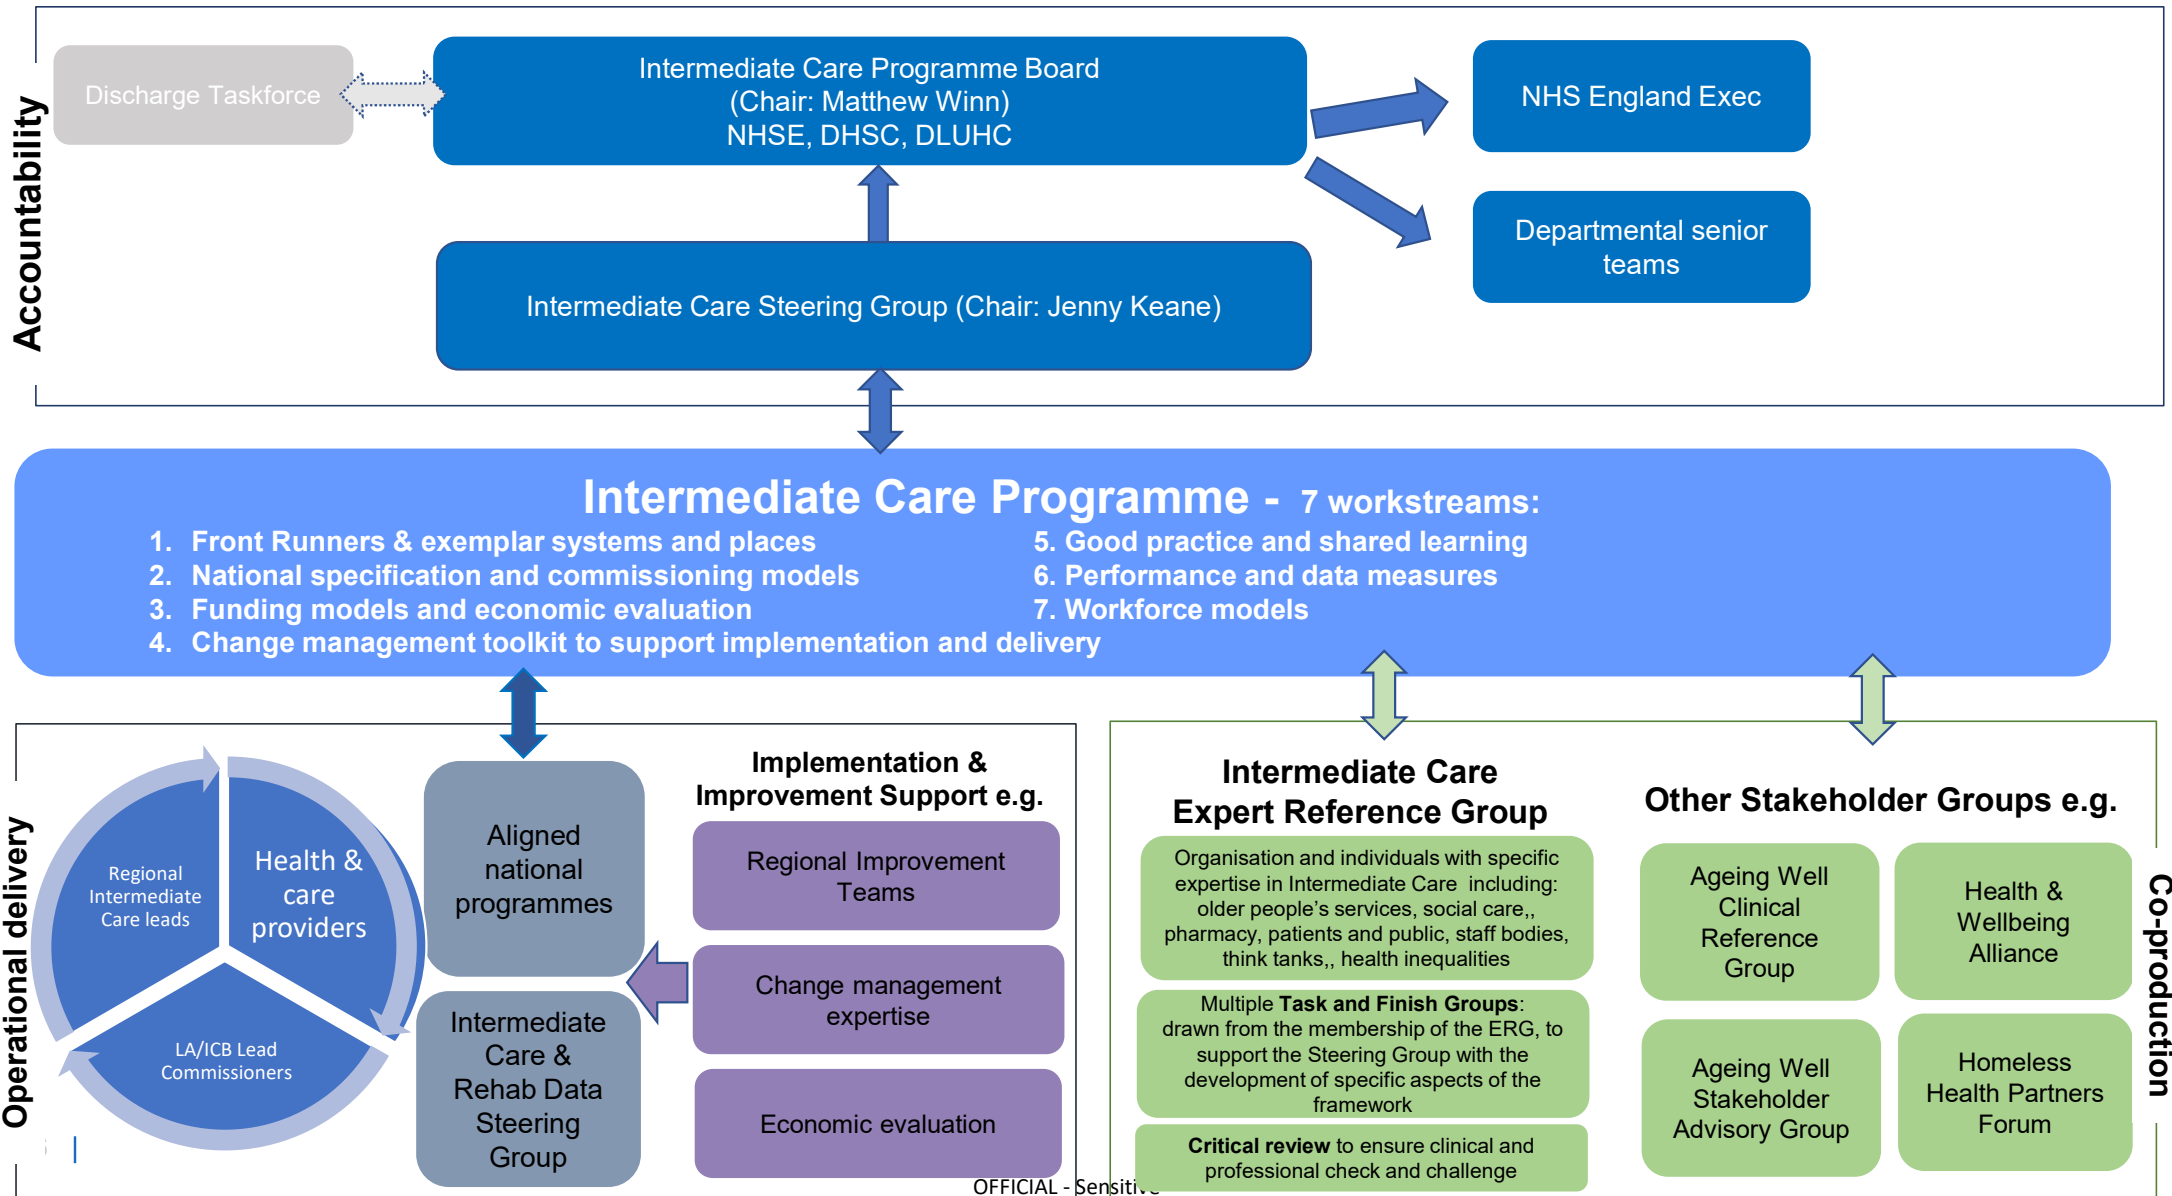 Accountability
Discharge Taskforce
Intermediate Care Programme Board
(Chair: Matthew Winn)
NHSE, DHSC, DLUHC
NHS England Exec
Departmental senior
teams
Intermediate Care Steering Group (Chair: Jenny Keane)
Intermediate Care Programme - 7 workstreams:
1. Front Runners & exemplar systems and places
2. National specification and commissioning models
3. Funding models and economic evaluation
4. Change management toolkit to support implementation and delivery
5. Good practice and shared learning
6. Performance and data measures
7. Workforce models
Operational delivery
Regional
Intermediate
Care leads
Health &
care
providers
LA/ICB Lead
Commissioners
Aligned
national
programmes
Intermediate
Care &
Rehab Data
Steering
Group
Implementation &
Improvement Support e.g.
Regional Improvement
Teams
Change management
expertise
Economic evaluation
Intermediate Care
Expert Reference Group
Organisation and individuals with specific
expertise in Intermediate Care including:
older people’s services, social care,,
pharmacy, patients and public, staff bodies,
think tanks,, health inequalities
Multiple Task and Finish Groups:
drawn from the membership of the ERG, to
support the Steering Group with the
development of specific aspects of the
framework
Critical review to ensure clinical and
professional check and challenge
Other Stakeholder Groups e.g.
Ageing Well
Clinical
Reference
Group
Health &
Wellbeing
Alliance
Ageing Well
Stakeholder
Advisory Group
Homeless
Health Partners
Forum
Co-production
OFFICIAL - Sensitive